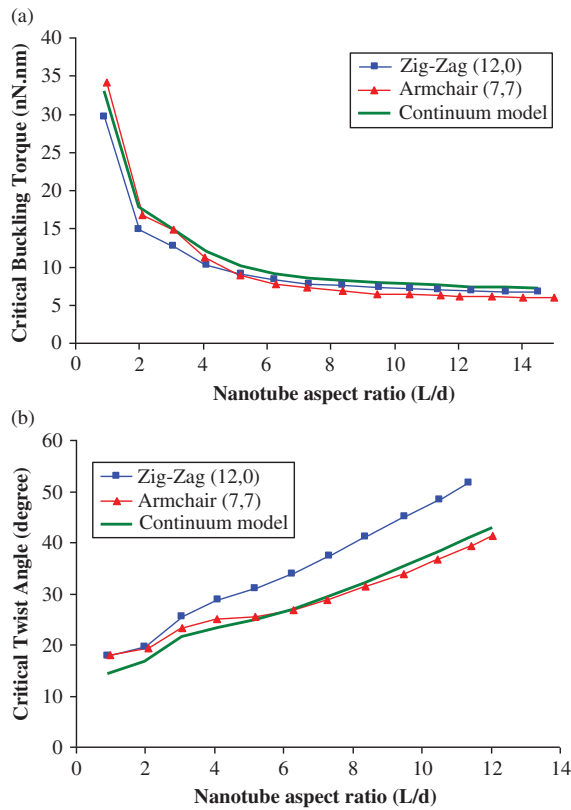 (a)
Critical Buckling Torque (nN.nm)
40
35
30
25
20
15
10
5
0
Zig-Zag (12,0)
Armchair (7,7)
Continuum model
0 2 4 6 8 10 12 14
Nanotube aspect ratio (L/d)
(b)
Critical Twist Angle (degree)
60
50
40
30
20
10
0
Zig-Zag (12,0)
Armchair (7,7)
Continuum model
0 2 4 6 8 10 12 14
Nanotube aspect ratio (L/d)